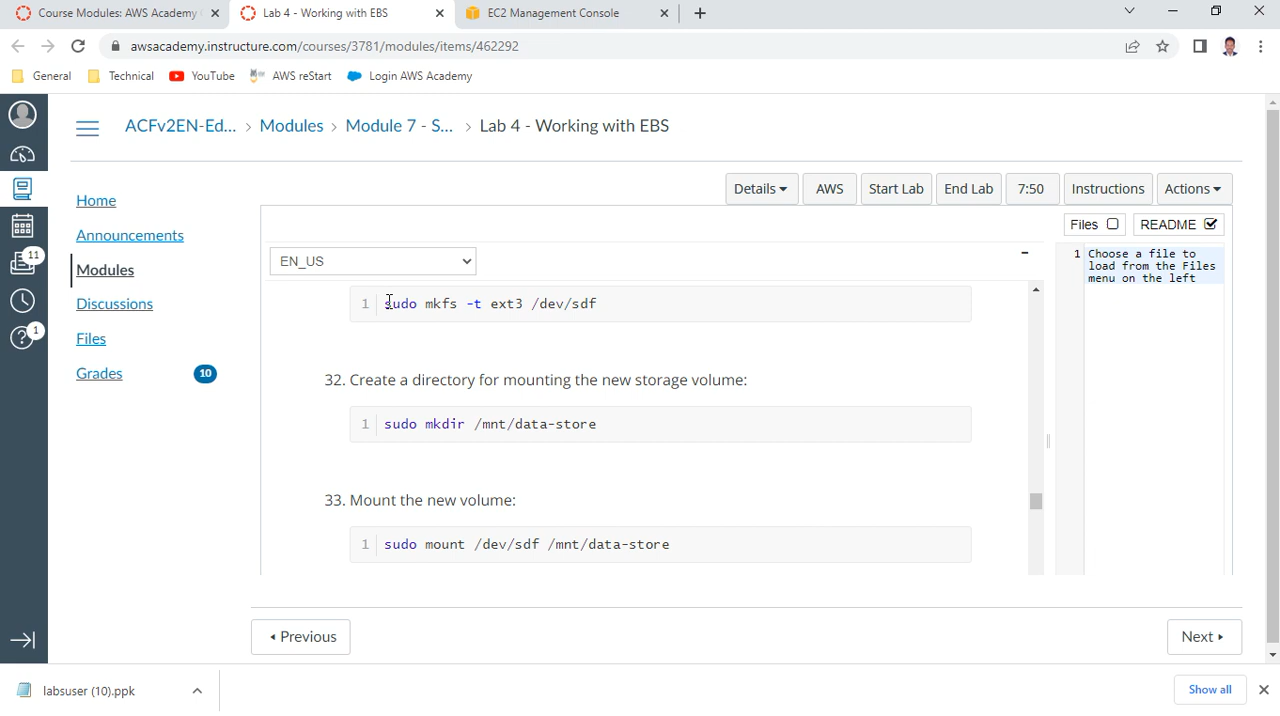 Course Modules: AWS Academy
Lab 4 - Working with EBS
EC2 Management Console
awsacademy.instructure.com/courses/3781/modules/items/462292
General
Technical
YouTube
AWS reStart
Login AWS Academy
ACFv2EN-Ed... > Modules > Module 7 - S... > Lab 4 - Working with EBS
Home
Announcements
Modules
Discussions
Files
Grades
10
11
1
Details
AWS
Start Lab
End Lab
7:50
Instructions
Actions
Files
README
EN_US
1 sudo mkfs -t ext3 /dev/sdf
32. Create a directory for mounting the new storage volume:
1 sudo mkdir /mnt/data-store
33. Mount the new volume:
1 sudo mount /dev/sdf /mnt/data-store
1 Choose a file to
load from the Files
menu on the left
Previous
Next
labsuser (10).ppk
Show all